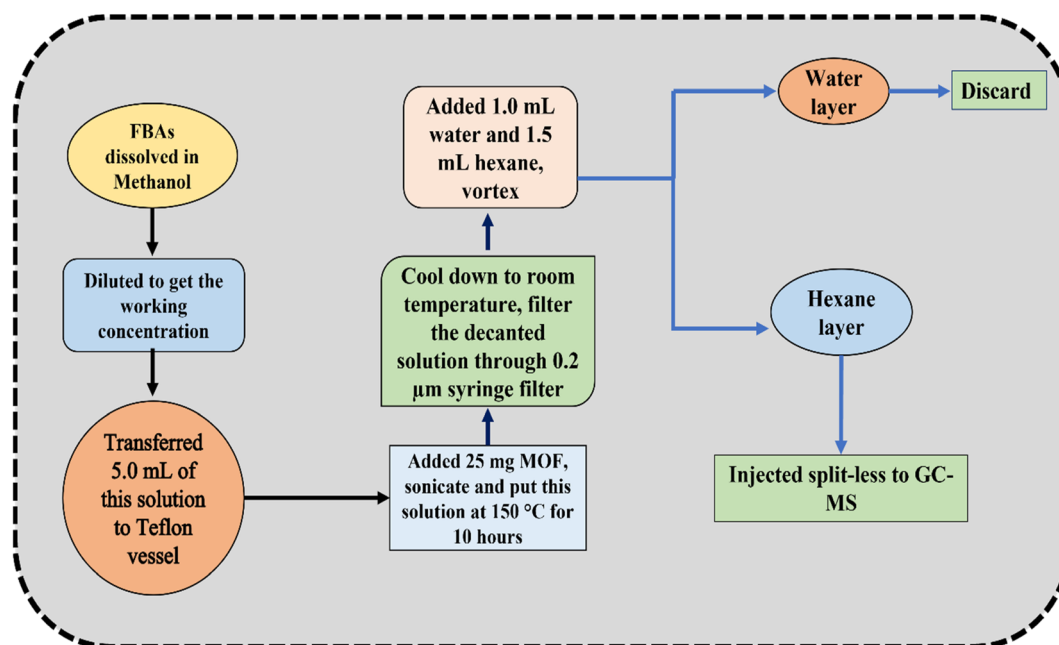 FBAs
dissolved in
Methanol
Diluted to get the
working
concentration
Transferred
5.0 mL of
this solution
to Teflon
vessel
Added 25 mg MOF,
sonicate and put this
solution at 150 °C for
10 hours
Cool down to room
temperature, filter
the decanted
solution through 0.2
µm syringe filter
Added 1.0 mL
water and 1.5
mL hexane,
vortex
Water
layer
Discard
Hexane
layer
Injected split-less to GC-
MS